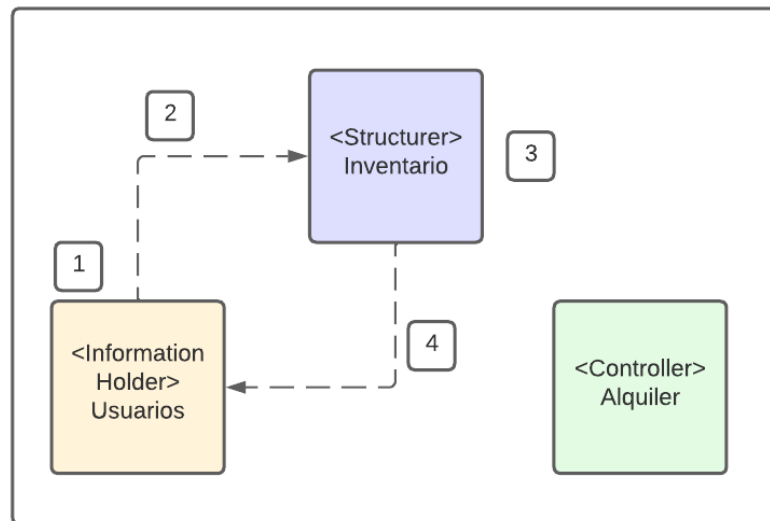 2
<Structurer>
Inventario
3
1
<Information
Holder>
Usuarios
4
<Controller>
Alquiler